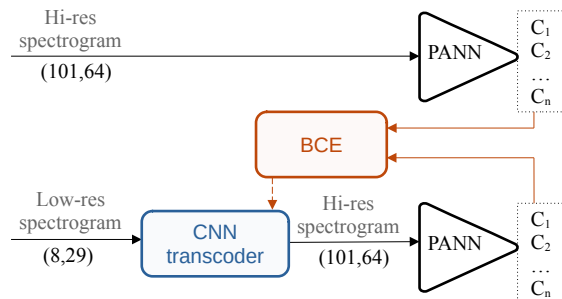 Hi-res
spectrogram
(101,64)
PANN
C₁
C₂
...
Cₙ
BCE
Low-res
spectrogram
(8,29)
CNN
transcoder
Hi-res
spectrogram
(101,64)
PANN
C₁
C₂
...
Cₙ